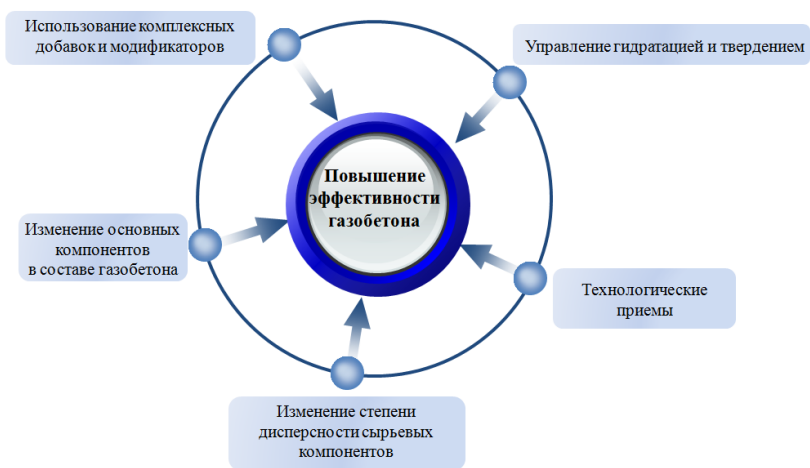 Использование комплексных
добавок и модификаторов
Управление гидратацией и твердением
Повышение
эффективности
газобетона
Изменение основных
компонентов
в составе газобетона
Технологические
приемы
Изменение степени
дисперсности сырьевых
компонентов